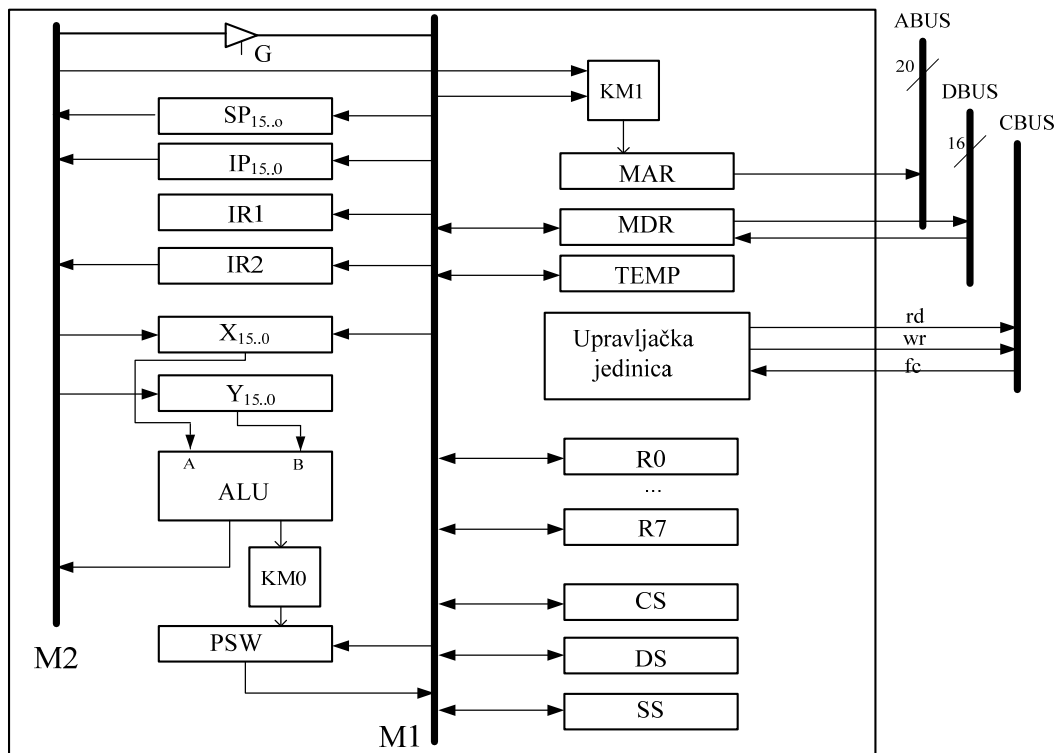 ABUS
20
DBUS
16
CBUS
G
KM1
SP15..o
IP15..0
MAR
IR1
MDR
IR2
TEMP
X15..0
Upravljačka
jedinica
rd
wr
fc
Y15..0
A
B
ALU
R0
...
R7
KM0
CS
PSW
DS
M2
SS
M1